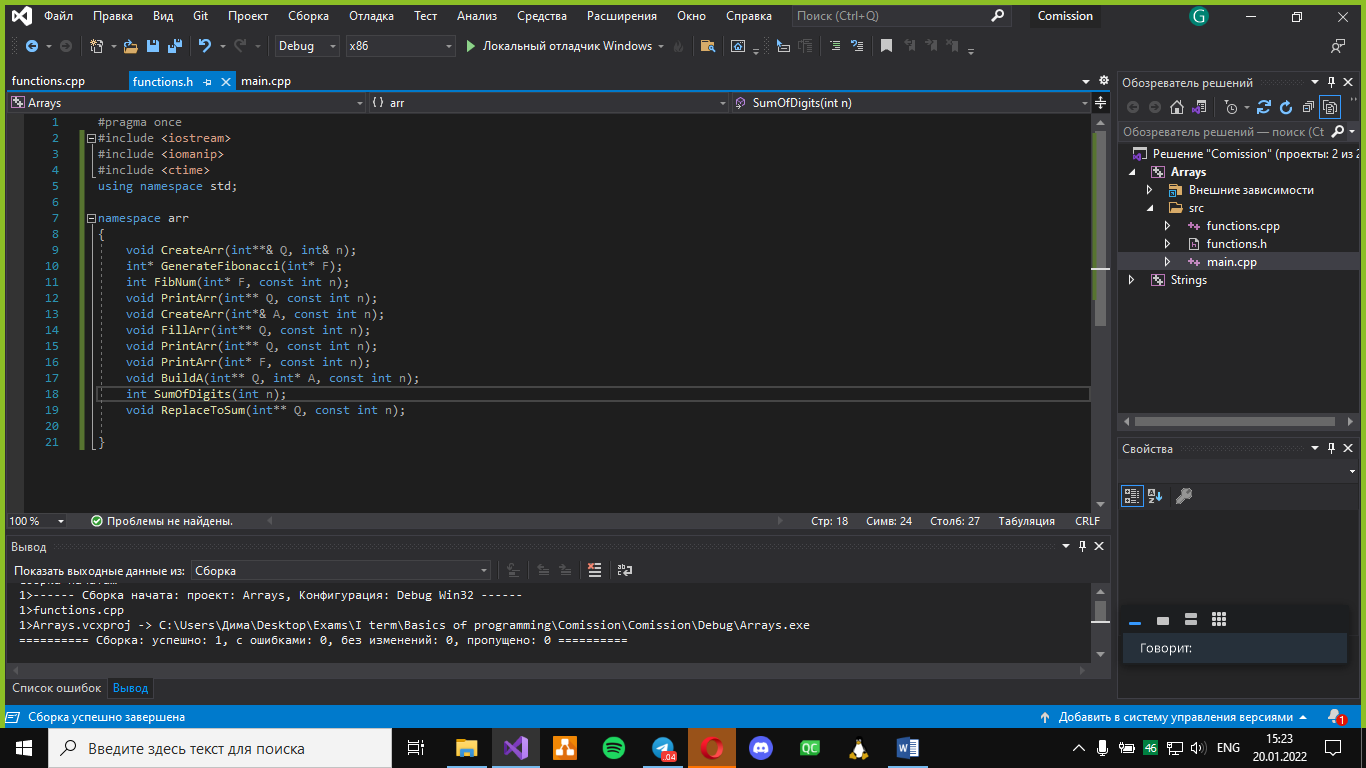 Файл Правка Вид Git Проект Сборка Отладка Тест Анализ Средства Расширения Окно Справка Поиск (Ctrl+Q) Comission G
Debug x86 Локальный отладчик Windows
functions.cpp functions.h main.cpp
Arrays {} arr SumOfDigits(int n)
1 #pragma once
2 #include <iostream>
3 #include <iomanip>
4 #include <ctime>
5 using namespace std;
6
7 namespace arr
8 {
9 void CreateArr(int**& Q, int& n);
10 int* GenerateFibonacci(int* F);
11 int FibNum(int* F, const int n);
12 void PrintArr(int** Q, const int n);
13 void CreateArr(int*& A, const int n);
14 void FillArr(int** Q, const int n);
15 void PrintArr(int** Q, const int n);
16 void PrintArr(int* F, const int n);
17 void BuildA(int** Q, int* A, const int n);
18 int SumOfDigits(int n);
19 void ReplaceToSum(int** Q, const int n);
20
21 }
100 % Проблемы не найдены. Стр: 18 Симв: 24 Столб: 27 Табуляция CRLF
Вывод
Показать выходные данные из: Сборка
1>------ Сборка начата: проект: Arrays, Конфигурация: Debug Win32 ------
1>functions.cpp
1>Arrays.vcxproj -> C:\Users\Дима\Desktop\Exams\I term\Basics of programming\Comission\Comission\Debug\Arrays.exe
========== Сборка: успешно: 1, с ошибками: 0, без изменений: 0, пропущено: 0 ==========
Список ошибок Вывод
Обозреватель решений
Обозреватель решений — поиск (Ct
Решение "Comission" (проекты: 2 из 2
Arrays
Внешние зависимости
src
functions.cpp
functions.h
main.cpp
Strings
Свойства
Говорит:
Сборка успешно завершена Добавить в систему управления версиями 1
Введите здесь текст для поиска .04 QC W 46 ENG 15:23
20.01.2022